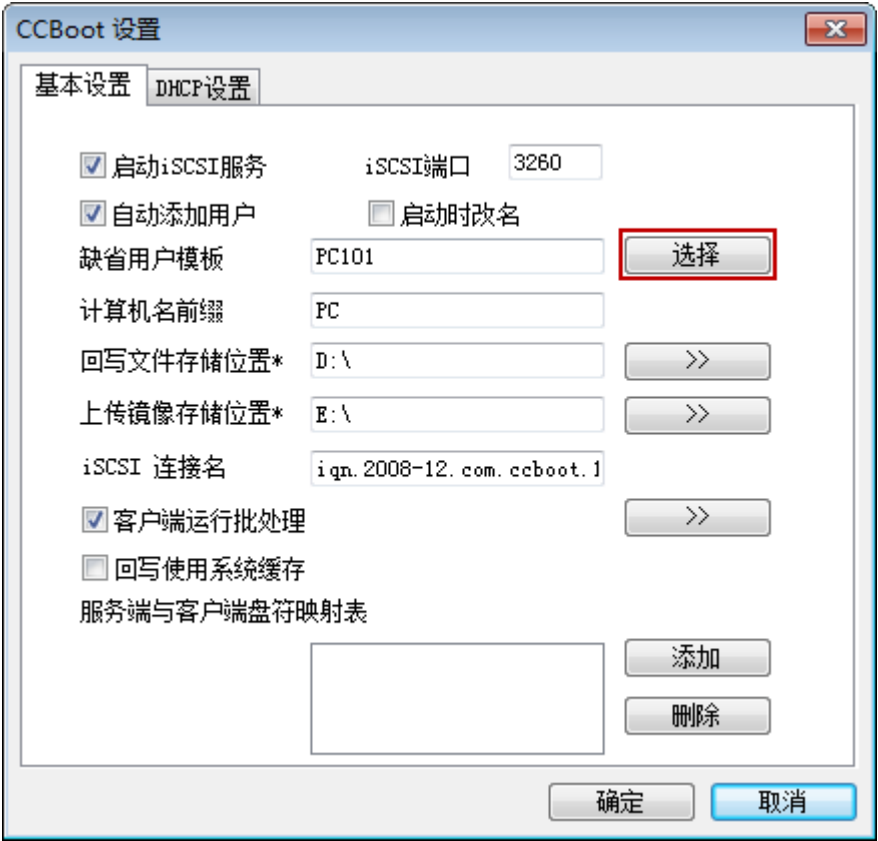 CCBoot 设置
基本设置 DHCP设置
启动iSCSI服务 iSCSI端口 3260
自动添加用户 启动时改名
缺省用户模板 PC101 选择
计算机名前缀 PC
回写文件存储位置* D:\ >>
上传镜像存储位置* E:\ >>
iSCSI 连接名 iqn.2008-12.com.ccboot.1
客户端运行批处理 >>
回写使用系统缓存
服务端与客户端盘符映射表
添加
删除
确定 取消